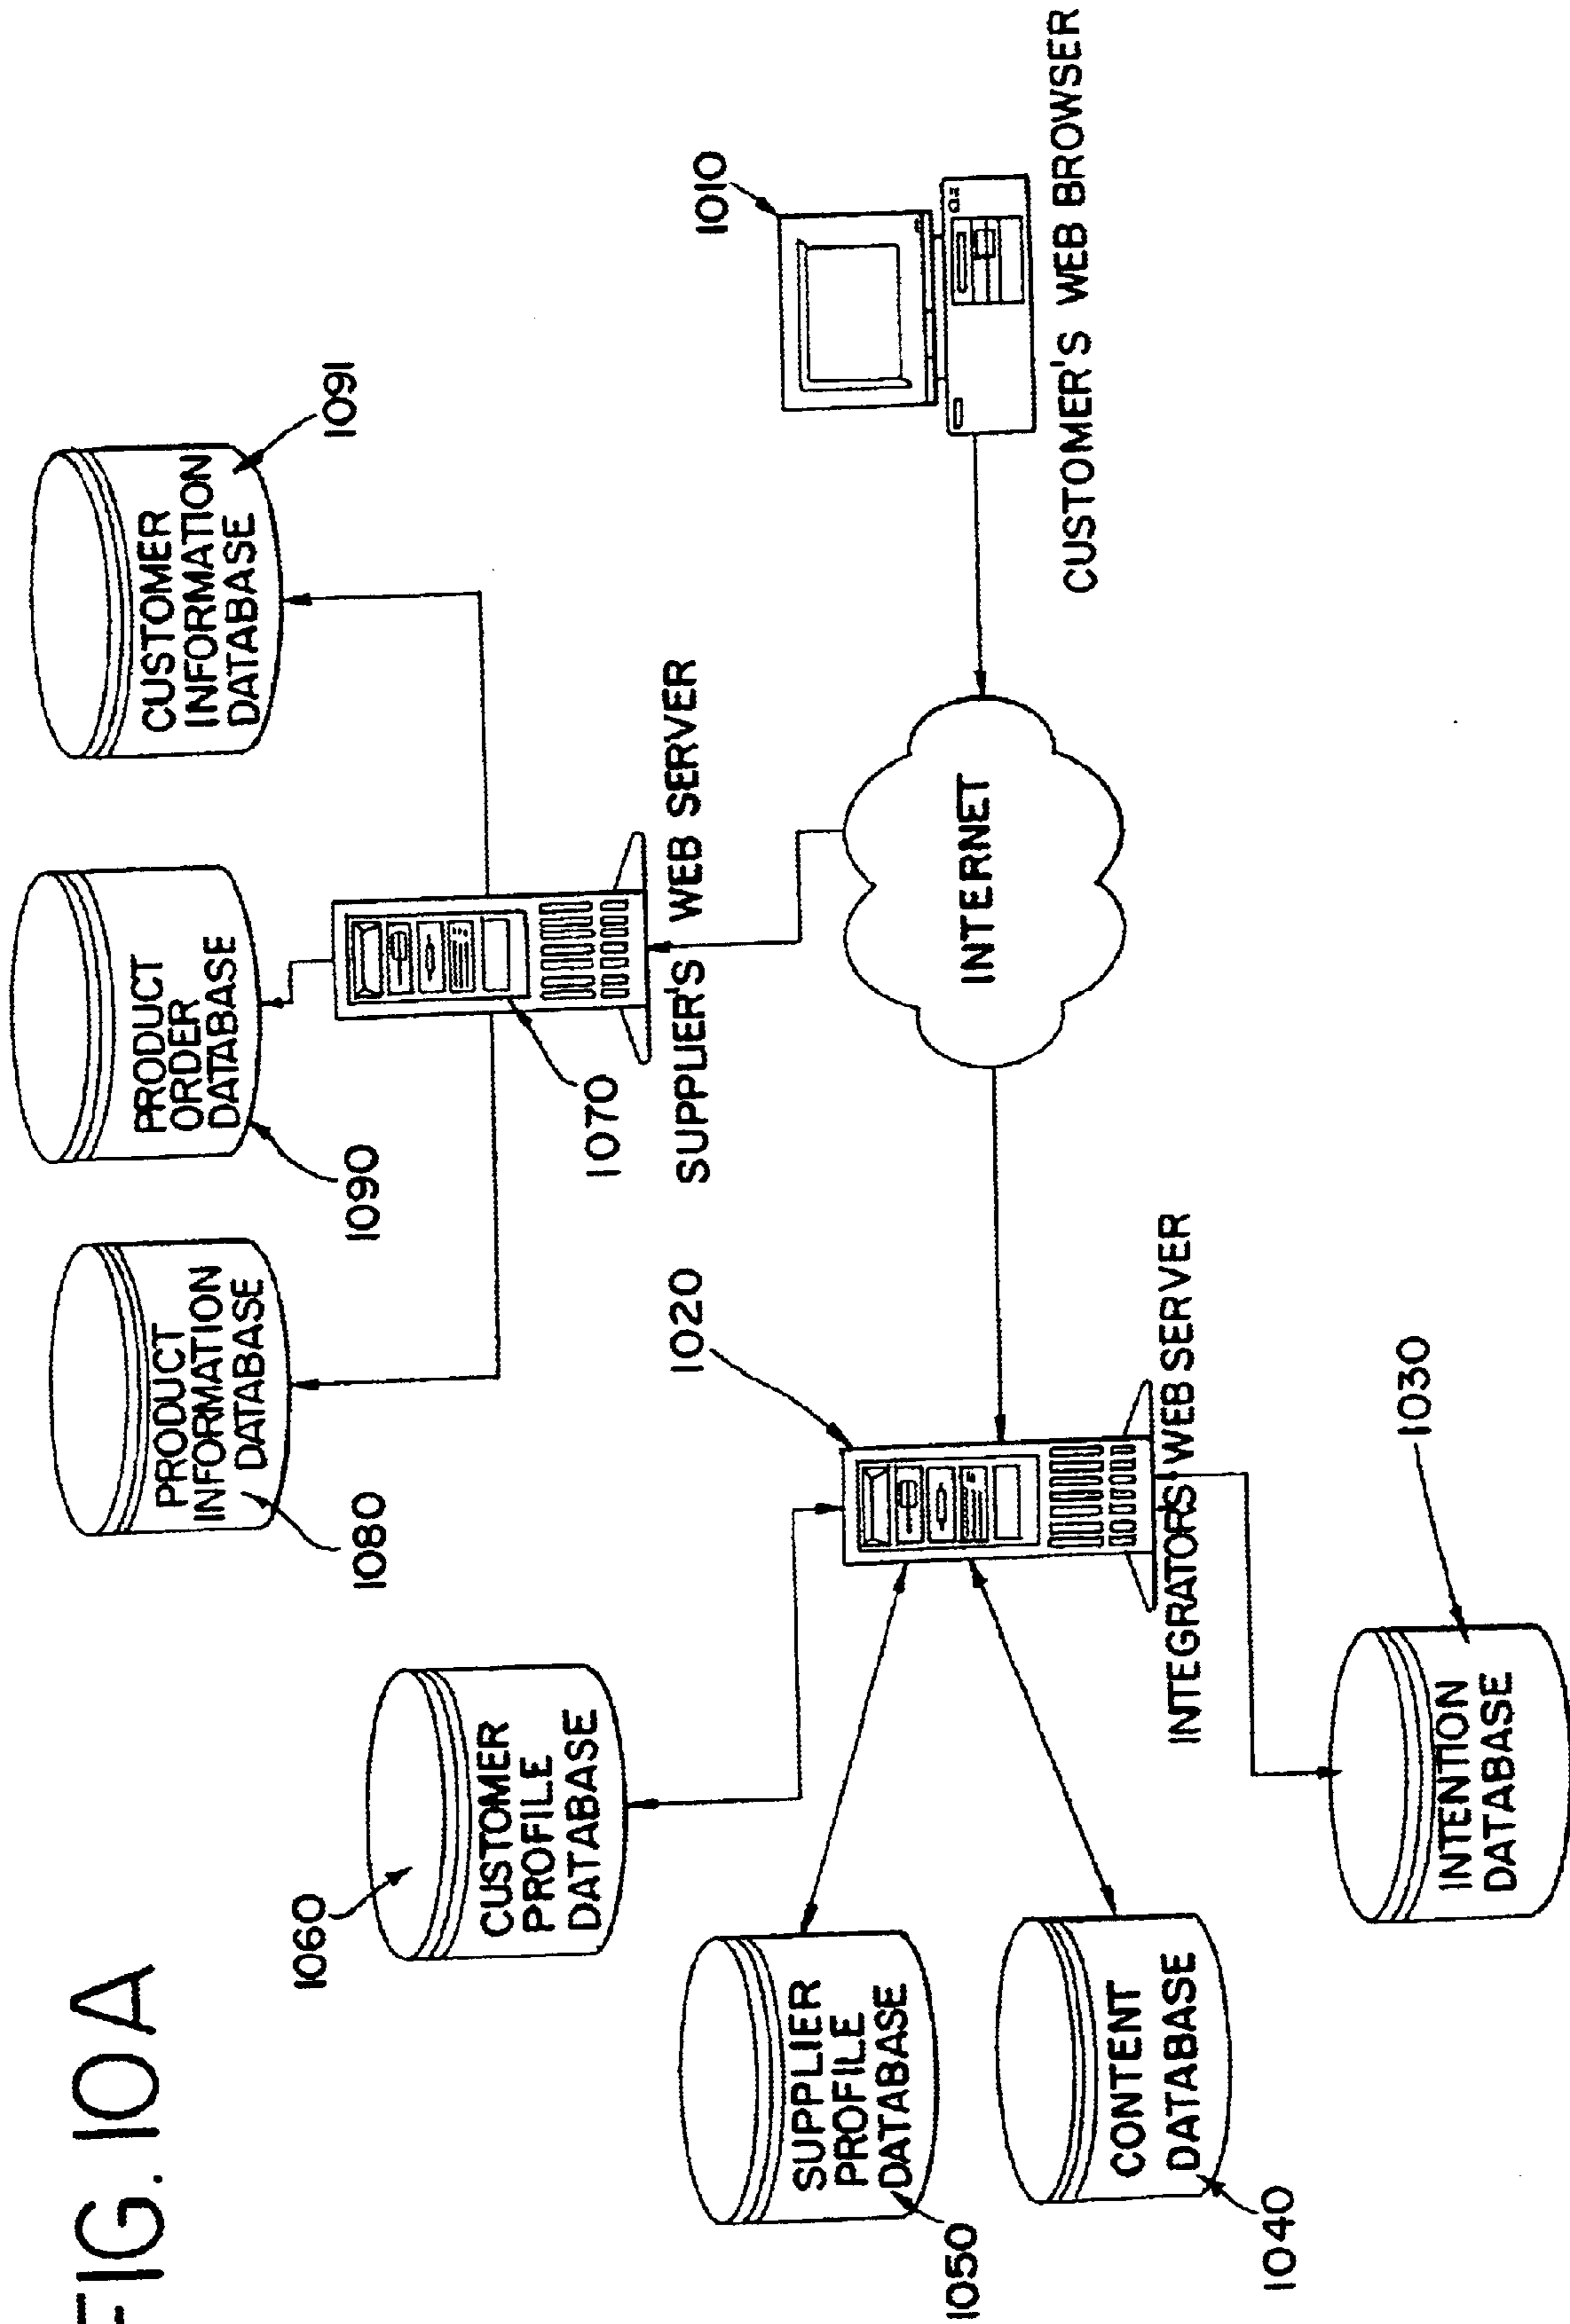 FIG. 10A
1060
CUSTOMER
PROFILE
DATABASE
1050
SUPPLIER
PROFILE
DATABASE
1040
CONTENT
DATABASE
1030
INTENTION
DATABASE
1020
INTEGRATORS' WEB SERVER
1080
PRODUCT
INFORMATION
DATABASE
1090
PRODUCT
ORDER
DATABASE
1091
CUSTOMER
INFORMATION
DATABASE
1070
SUPPLIER'S WEB SERVER
INTERNET
1010
CUSTOMER'S WEB BROWSER